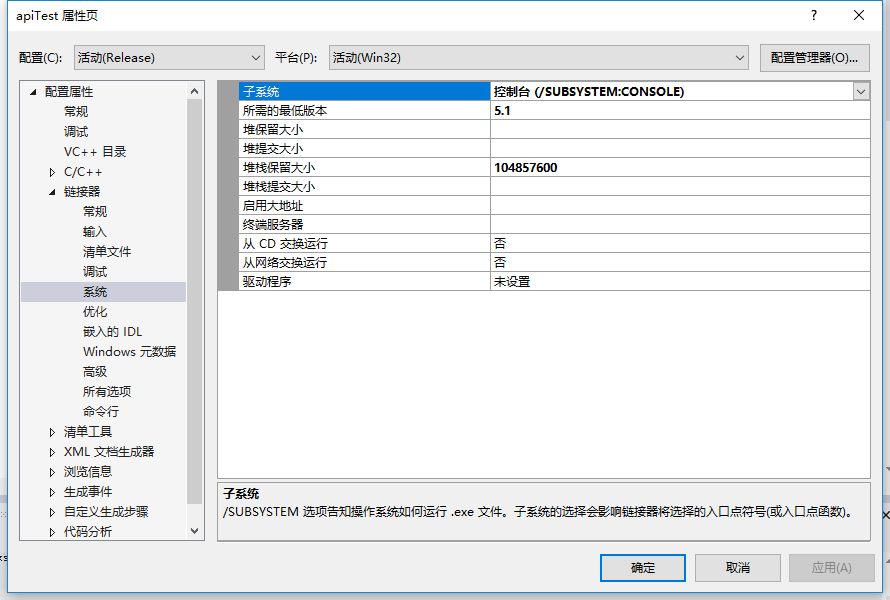 apiTest 属性页
配置(C): 活动(Release) 平台(P): 活动(Win32) 配置管理器(O)...
配置属性
常规
调试
VC++ 目录
C/C++
链接器
常规
输入
清单文件
调试
系统
优化
嵌入的 IDL
Windows 元数据
高级
所有选项
命令行
清单工具
XML 文档生成器
浏览信息
生成事件
自定义生成步骤
代码分析
子系统 控制台 (/SUBSYSTEM:CONSOLE)
所需的最低版本 5.1
堆保留大小
堆提交大小
堆栈保留大小 104857600
堆栈提交大小
启用大地址
终端服务器
从 CD 交换运行 否
从网络交换运行 否
驱动程序 未设置
子系统
/SUBSYSTEM 选项告知操作系统如何运行 .exe 文件。子系统的选择会影响链接器将选择的入口点符号(或入口点函数)。
确定 取消 应用(A)